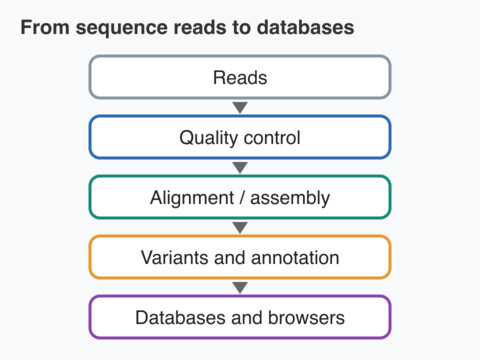 From sequence reads to databases
Reads
Quality control
Alignment / assembly
Variants and annotation
Databases and browsers